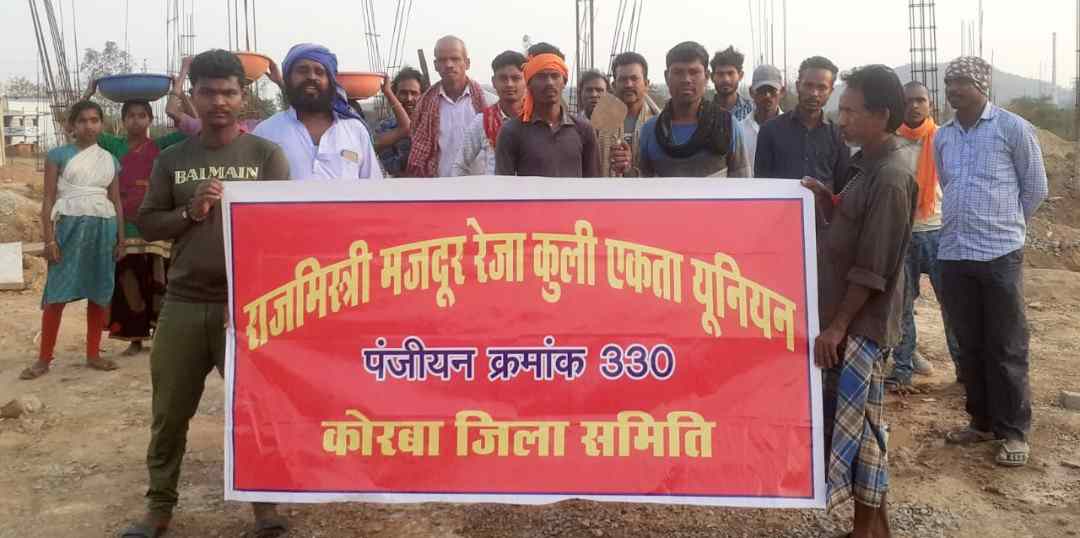 BALMAIN
राजमिस्त्री मजदूर रेजा कुली एकता यूनियन
पंजीयन क्रमांक 330
कोरबा जिला समिति